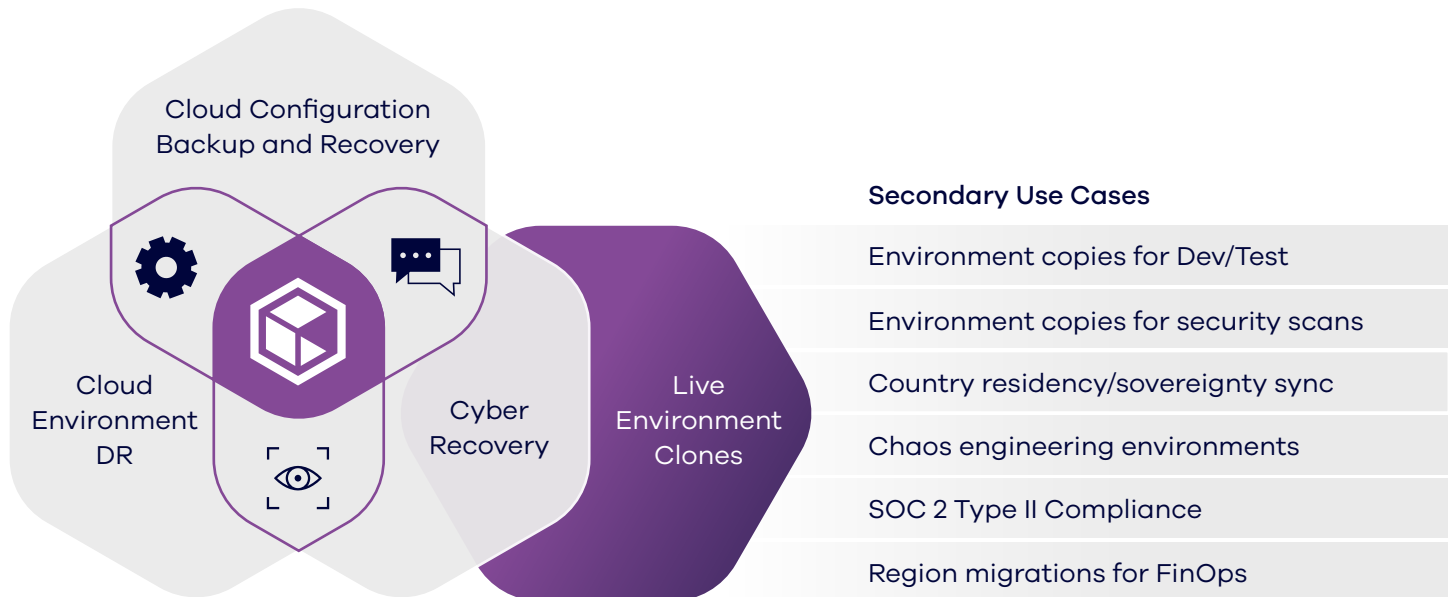 Cloud Configuration
Backup and Recovery
Cloud
Environment
DR
Cyber
Recovery
Live
Environment
Clones
Secondary Use Cases
Environment copies for Dev/Test
Environment copies for security scans
Country residency/sovereignty sync
Chaos engineering environments
SOC 2 Type II Compliance
Region migrations for FinOps